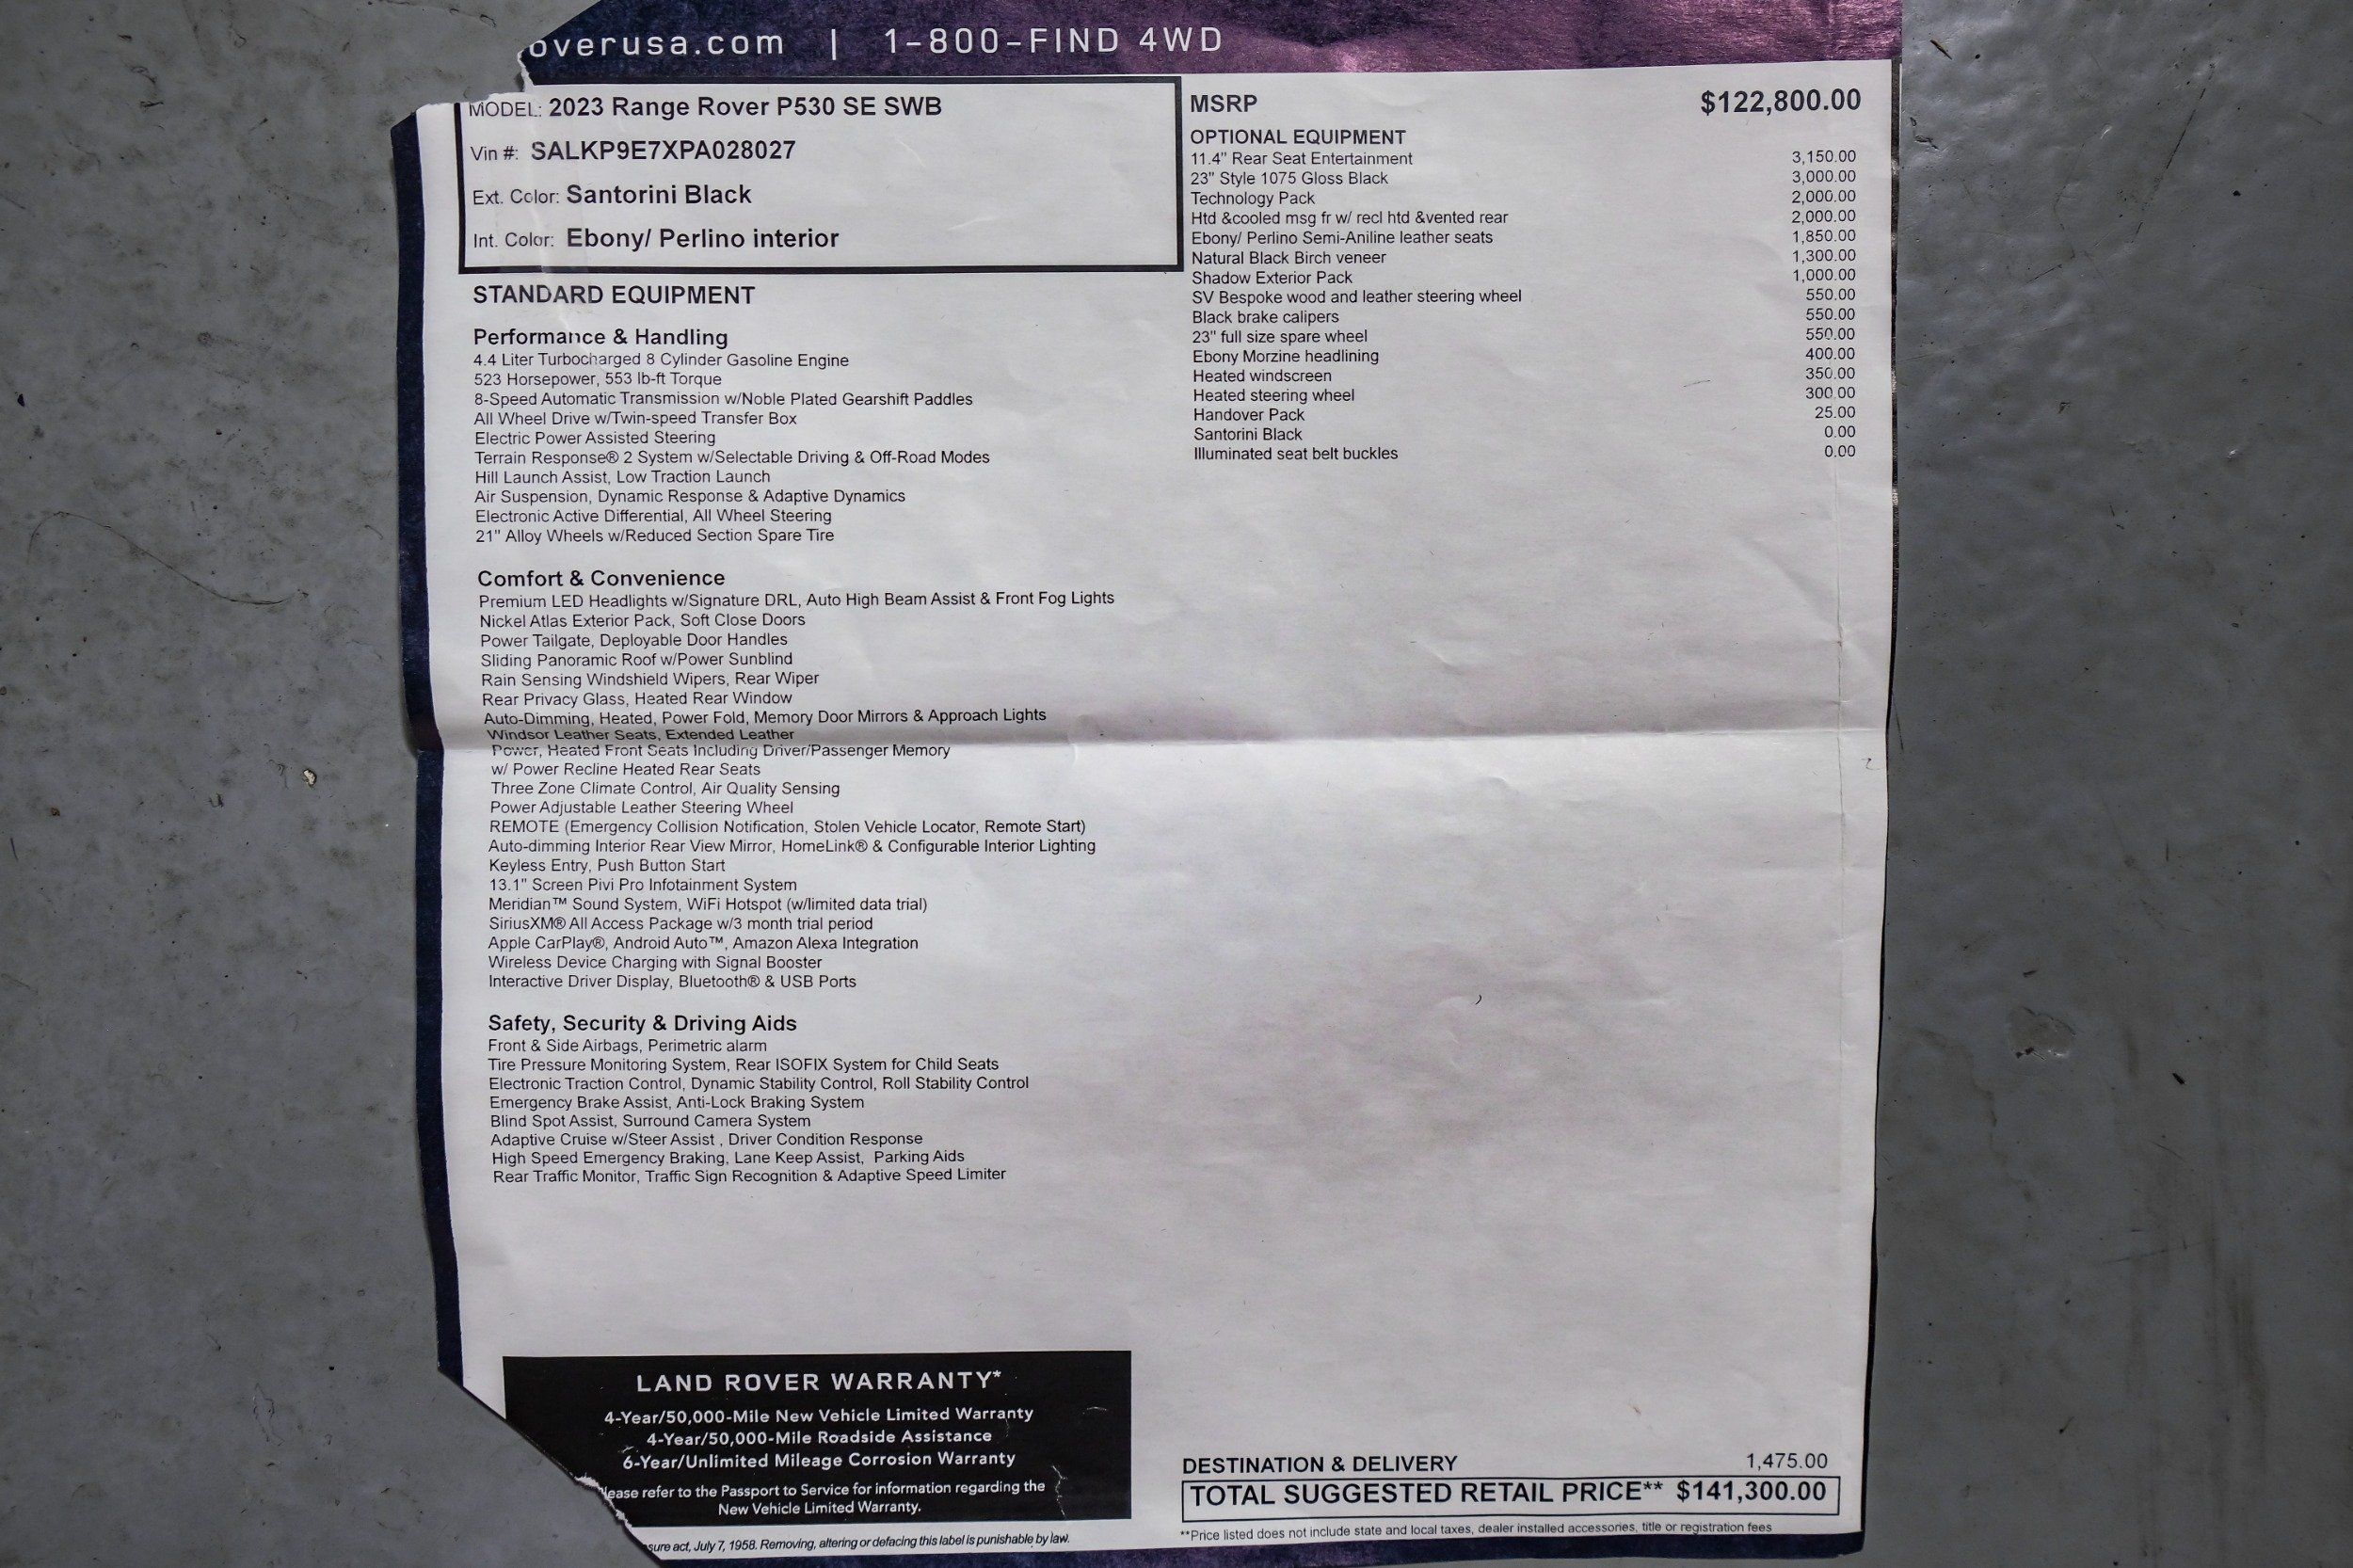 overusa.com | 1-800-FIND 4WD
MODEL: 2023 Range Rover P530 SE SWB
Vin #: SALKP9E7XPA028027
Ext. Color: Santorini Black
Int. Color: Ebony/ Perlino interior
STANDARD EQUIPMENT
Performance & Handling
4.4 Liter Turbocharged 8 Cylinder Gasoline Engine
523 Horsepower, 553 lb-ft Torque
8-Speed Automatic Transmission w/Noble Plated Gearshift Paddles
All Wheel Drive w/Twin-speed Transfer Box
Electric Power Assisted Steering
Terrain Response® 2 System w/Selectable Driving & Off-Road Modes
Hill Launch Assist, Low Traction Launch
Air Suspension, Dynamic Response & Adaptive Dynamics
Electronic Active Differential, All Wheel Steering
21" Alloy Wheels w/Reduced Section Spare Tire
Comfort & Convenience
Premium LED Headlights w/Signature DRL, Auto High Beam Assist & Front Fog Lights
Nickel Atlas Exterior Pack, Soft Close Doors
Power Tailgate, Deployable Door Handles
Sliding Panoramic Roof w/Power Sunblind
Rain Sensing Windshield Wipers, Rear Wiper
Rear Privacy Glass, Heated Rear Window
Auto-Dimming, Heated, Power Fold, Memory Door Mirrors & Approach Lights
Windsor Leather Seats, Extended Leather
Power, Heated Front Seats Including Driver/Passenger Memory
w/ Power Recline Heated Rear Seats
Three Zone Climate Control, Air Quality Sensing
Power Adjustable Leather Steering Wheel
REMOTE (Emergency Collision Notification, Stolen Vehicle Locator, Remote Start)
Auto-dimming Interior Rear View Mirror, HomeLink® & Configurable Interior Lighting
Keyless Entry, Push Button Start
13.1" Screen Pivi Pro Infotainment System
Meridian™ Sound System, WiFi Hotspot (w/limited data trial)
SiriusXM® All Access Package w/3 month trial period
Apple CarPlay®, Android Auto™, Amazon Alexa Integration
Wireless Device Charging with Signal Booster
Interactive Driver Display, Bluetooth® & USB Ports
Safety, Security & Driving Aids
Front & Side Airbags, Perimetric alarm
Tire Pressure Monitoring System, Rear ISOFIX System for Child Seats
Electronic Traction Control, Dynamic Stability Control, Roll Stability Control
Emergency Brake Assist, Anti-Lock Braking System
Blind Spot Assist, Surround Camera System
Adaptive Cruise w/Steer Assist , Driver Condition Response
High Speed Emergency Braking, Lane Keep Assist, Parking Aids
Rear Traffic Monitor, Traffic Sign Recognition & Adaptive Speed Limiter
LAND ROVER WARRANTY*
4-Year/50,000-Mile New Vehicle Limited Warranty
4-Year/50,000-Mile Roadside Assistance
6-Year/Unlimited Mileage Corrosion Warranty
lease refer to the Passport to Service for information regarding the
New Vehicle Limited Warranty.
sure act, July 7, 1958. Removing, altering or defacing this label is punishable by law.
MSRP $122,800.00
OPTIONAL EQUIPMENT
11.4" Rear Seat Entertainment 3,150.00
23" Style 1075 Gloss Black 3,000.00
Technology Pack 2,000.00
Htd &cooled msg fr w/ recl htd &vented rear 2,000.00
Ebony/ Perlino Semi-Aniline leather seats 1,850.00
Natural Black Birch veneer 1,300.00
Shadow Exterior Pack 1,000.00
SV Bespoke wood and leather steering wheel 550.00
Black brake calipers 550.00
23" full size spare wheel 550.00
Ebony Morzine headlining 400.00
Heated windscreen 350.00
Heated steering wheel 300.00
Handover Pack 25.00
Santorini Black 0.00
Illuminated seat belt buckles 0.00
DESTINATION & DELIVERY 1,475.00
TOTAL SUGGESTED RETAIL PRICE** $141,300.00
**Price listed does not include state and local taxes, dealer installed accessories, title or registration fees